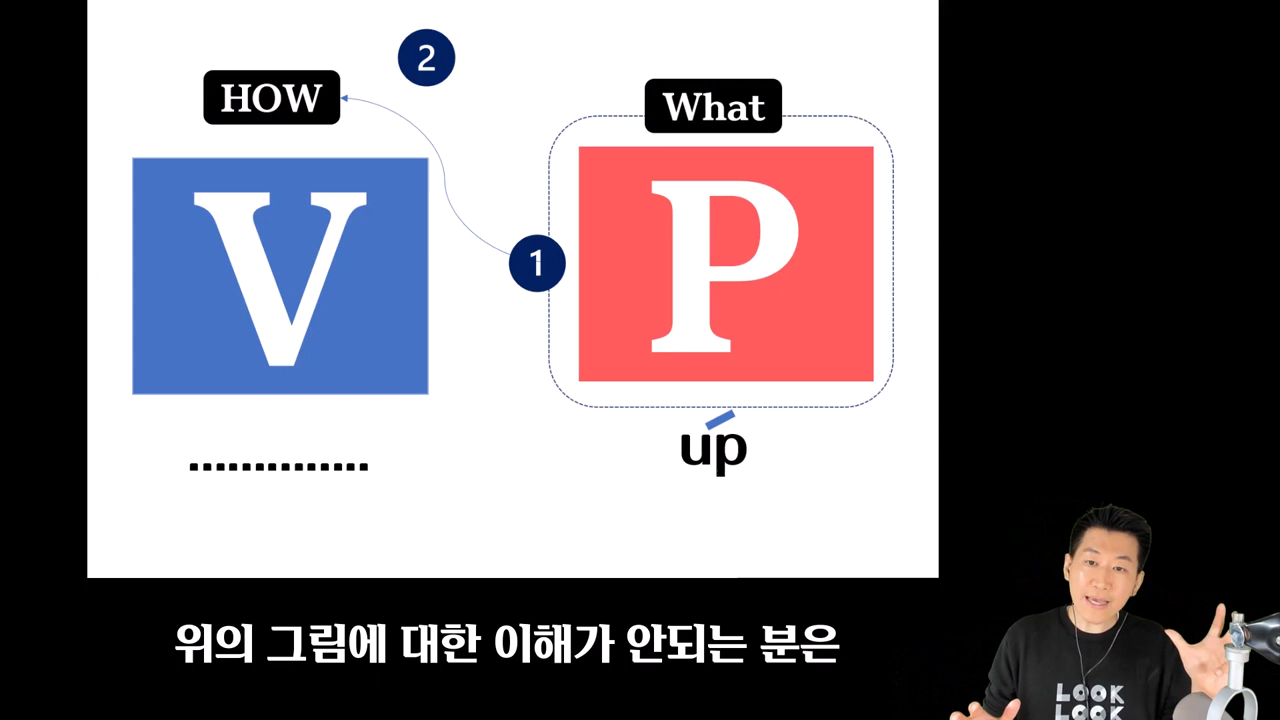 2
HOW
What
V
1
P
up
..............
위의 그림에 대한 이해가 안되는 분은
LOOK
LOOK